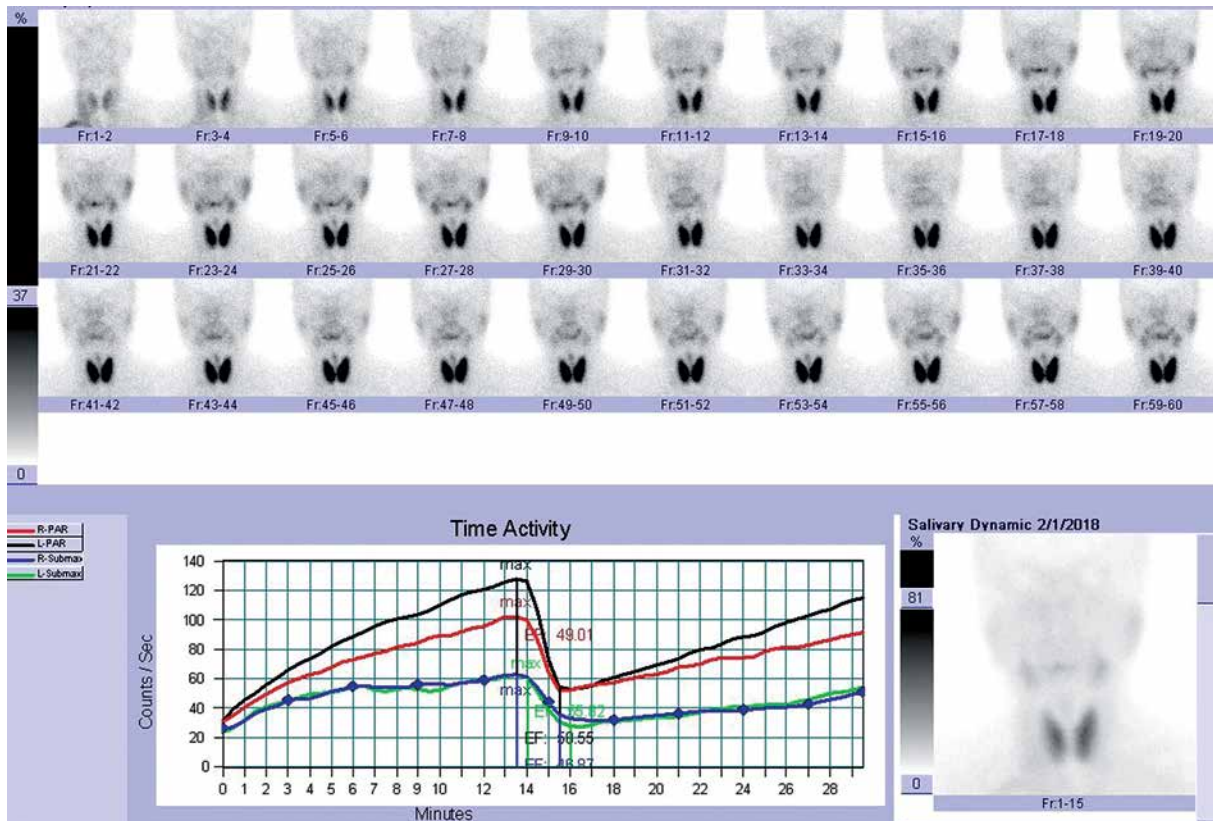 %
Fr:1-2 Fr:3-4 Fr:5-6 Fr:7-8 Fr:9-10 Fr:11-12 Fr:13-14 Fr:15-16 Fr:17-18 Fr:19-20
Fr:21-22 Fr:23-24 Fr:25-26 Fr:27-28 Fr:29-30 Fr:31-32 Fr:33-34 Fr:35-36 Fr:37-38 Fr:39-40
37
Fr:41-42 Fr:43-44 Fr:45-46 Fr:47-48 Fr:49-50 Fr:51-52 Fr:53-54 Fr:55-56 Fr:57-58 Fr:59-60
0
R-PAR
L-PAR
R-Submax
L-Submax
Time Activity
140
120
100
80
60
40
20
0
Counts / Sec
max
max
49.01
max
max
EF: 50.55
0 2 3 4 5 6 7 8 9 10 12 14 16 18 20 21 22 24 26 28
Minutes
Salivary Dynamic 2/1/2018
%
81
0
Fr:1-15